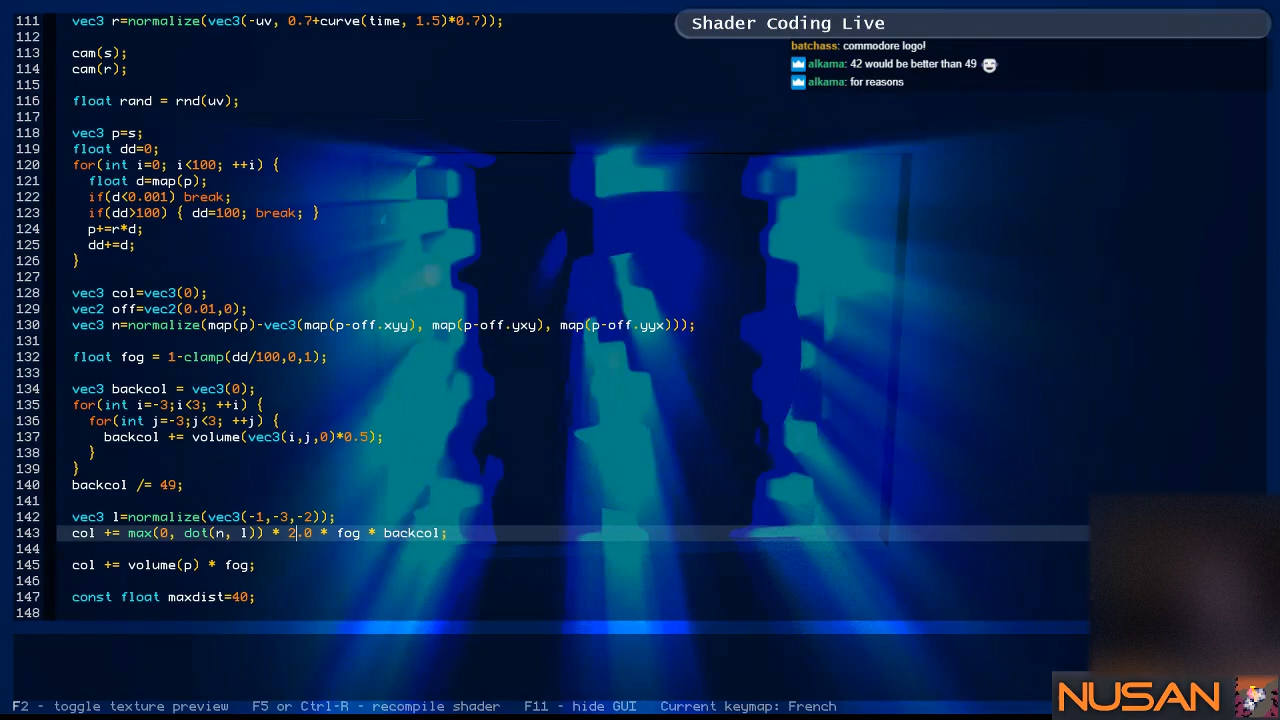 111 vec3 r=normalize(vec3(-uv, 0.7+curve(time, 1.5)*0.7));
112
113 cam(s);
114 cam(r);
115
116 float rand = rnd(uv);
117
118 vec3 p=s;
119 float dd=0;
120 for(int i=0; i<100; ++i) {
121 float d=map(p);
122 if(d<0.001) break;
123 if(dd>100) { dd=100; break; }
124 p+=r*d;
125 dd+=d;
126 }
127
128 vec3 col=vec3(0);
129 vec2 off=vec2(0.01,0);
130 vec3 n=normalize(map(p)-vec3(map(p-off.xyy), map(p-off.yxy), map(p-off.yyx)));
131
132 float fog = 1-clamp(dd/100,0,1);
133
134 vec3 backcol = vec3(0);
135 for(int i=-3;i<3; ++i) {
136 for(int j=-3;j<3; ++j) {
137 backcol += volume(vec3(i,j,0)*0.5);
138 }
139 }
140 backcol /= 49;
141
142 vec3 l=normalize(vec3(-1,-3,-2));
143 col += max(0, dot(n, l)) * 2.0 * fog * backcol;
144
145 col += volume(p) * fog;
146
147 const float maxdist=40;
148
Shader Coding Live
batchass: commodore logo!
alkama: 42 would be better than 49
alkama: for reasons
F2 - toggle texture preview F5 or Ctrl-R - recompile shader F11 - hide GUI Current keymap: French
NUSAN